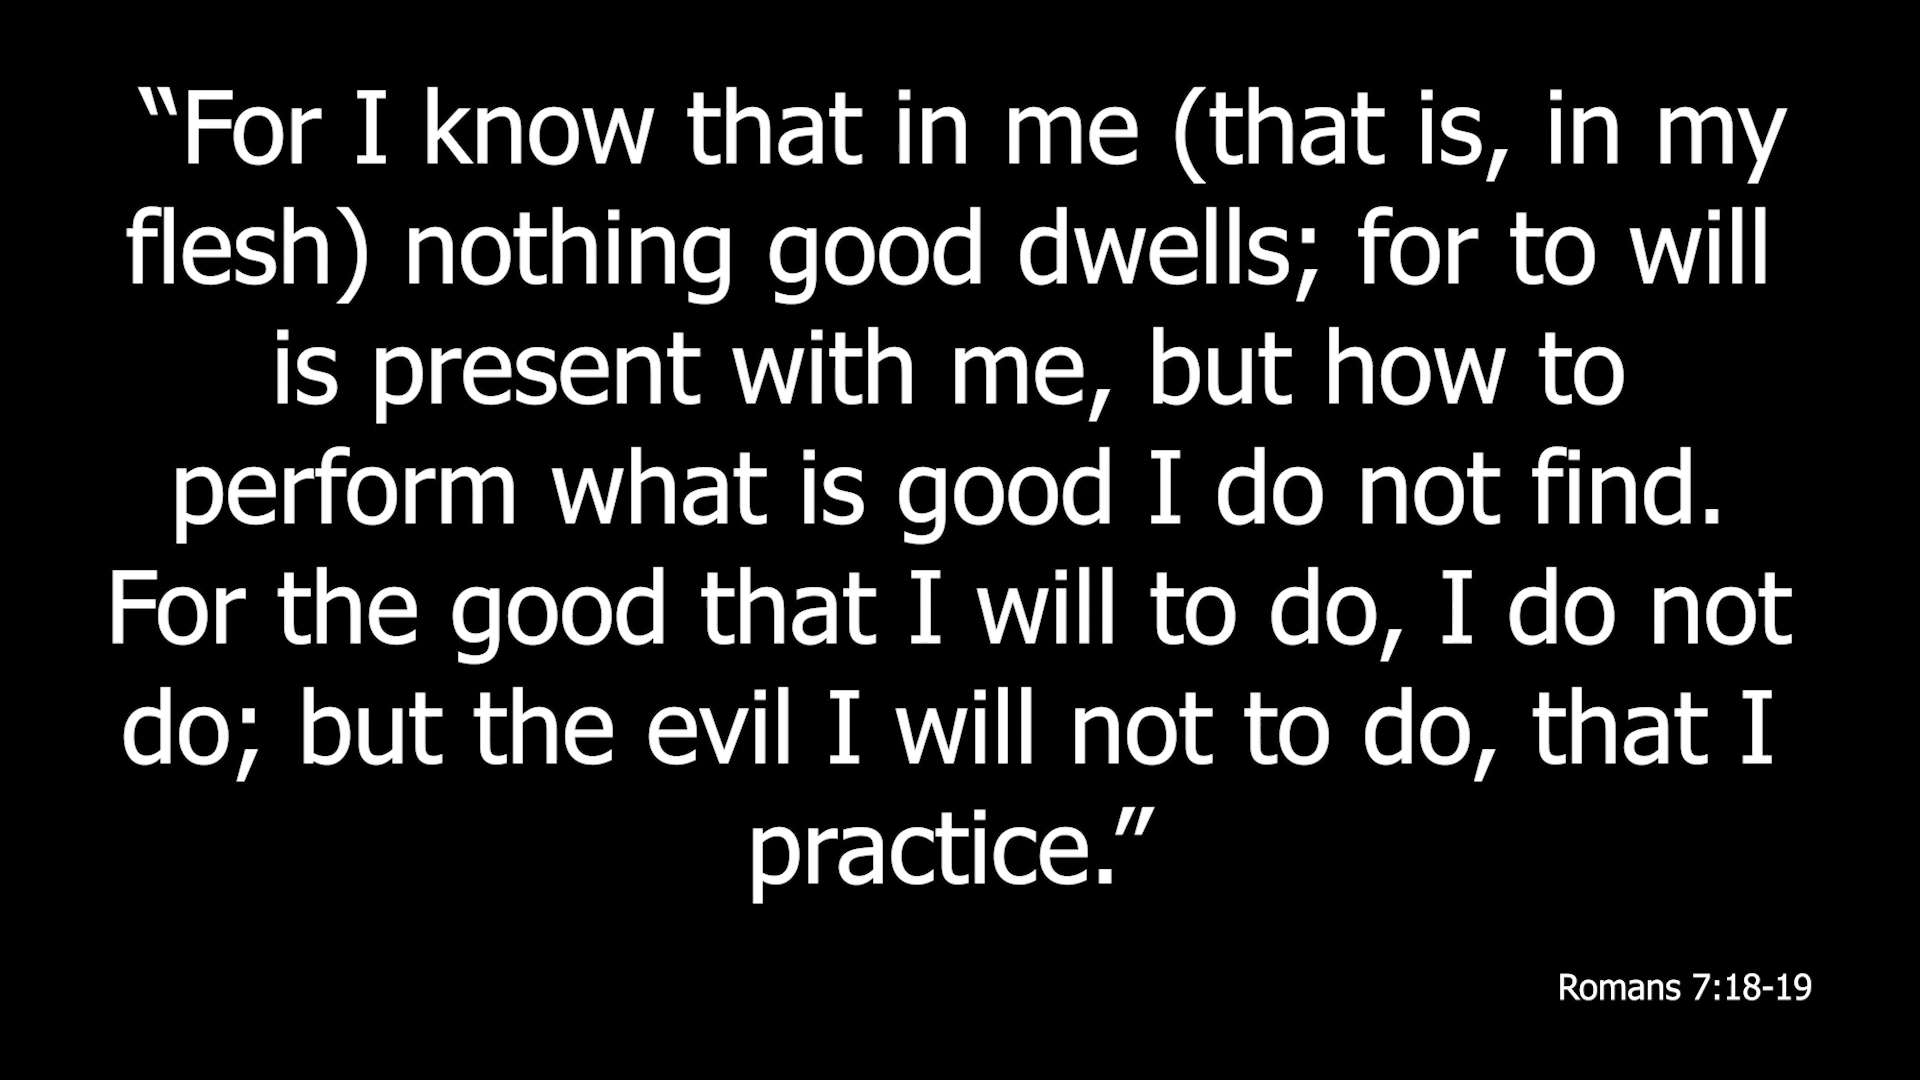 “For I know that in me (that is, in my
flesh) nothing good dwells; for to will
is present with me, but how to
perform what is good I do not find.
For the good that I will to do, I do not
do; but the evil I will not to do, that I
practice.”
Romans 7:18-19